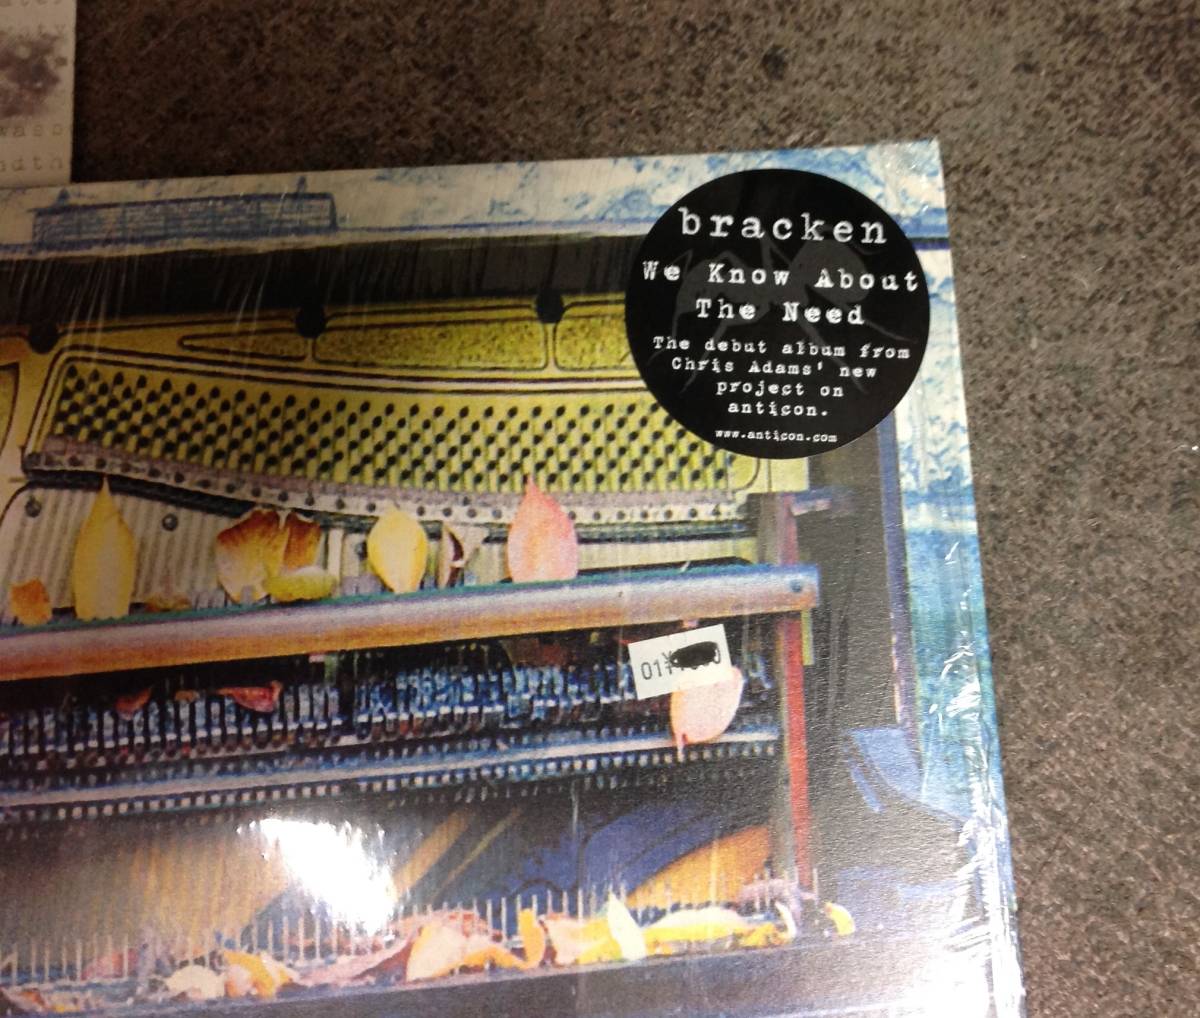 bracken
We Know About
The Need
The debut album from
Chris Adams' new
project on
anticon.
www.anticon.com
01¥